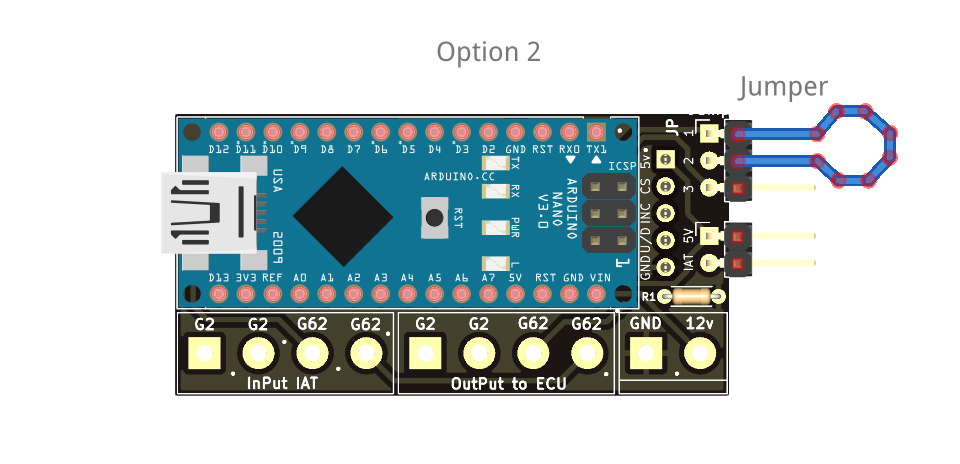 Option 2
Jumper
D12 D11 D10 D9 D8 D7 D6 D5 D4 D3 D2 GND RST RX0 TX1
JP
1
2
3
ICSP
5v
CS
U/D INC
GND
5V
IAT
ARDUINO.CC
TX
RX
PWR
L
RST
ARDUINO
NANO
V3.0
1
USA
2009
D13 3V3 REF A0 A1 A2 A3 A4 A5 A6 A7 5V RST GND VIN
R1
G2 G2 G62 G62 G2 G2 G62 G62 GND 12v
InPut IAT
OutPut to ECU